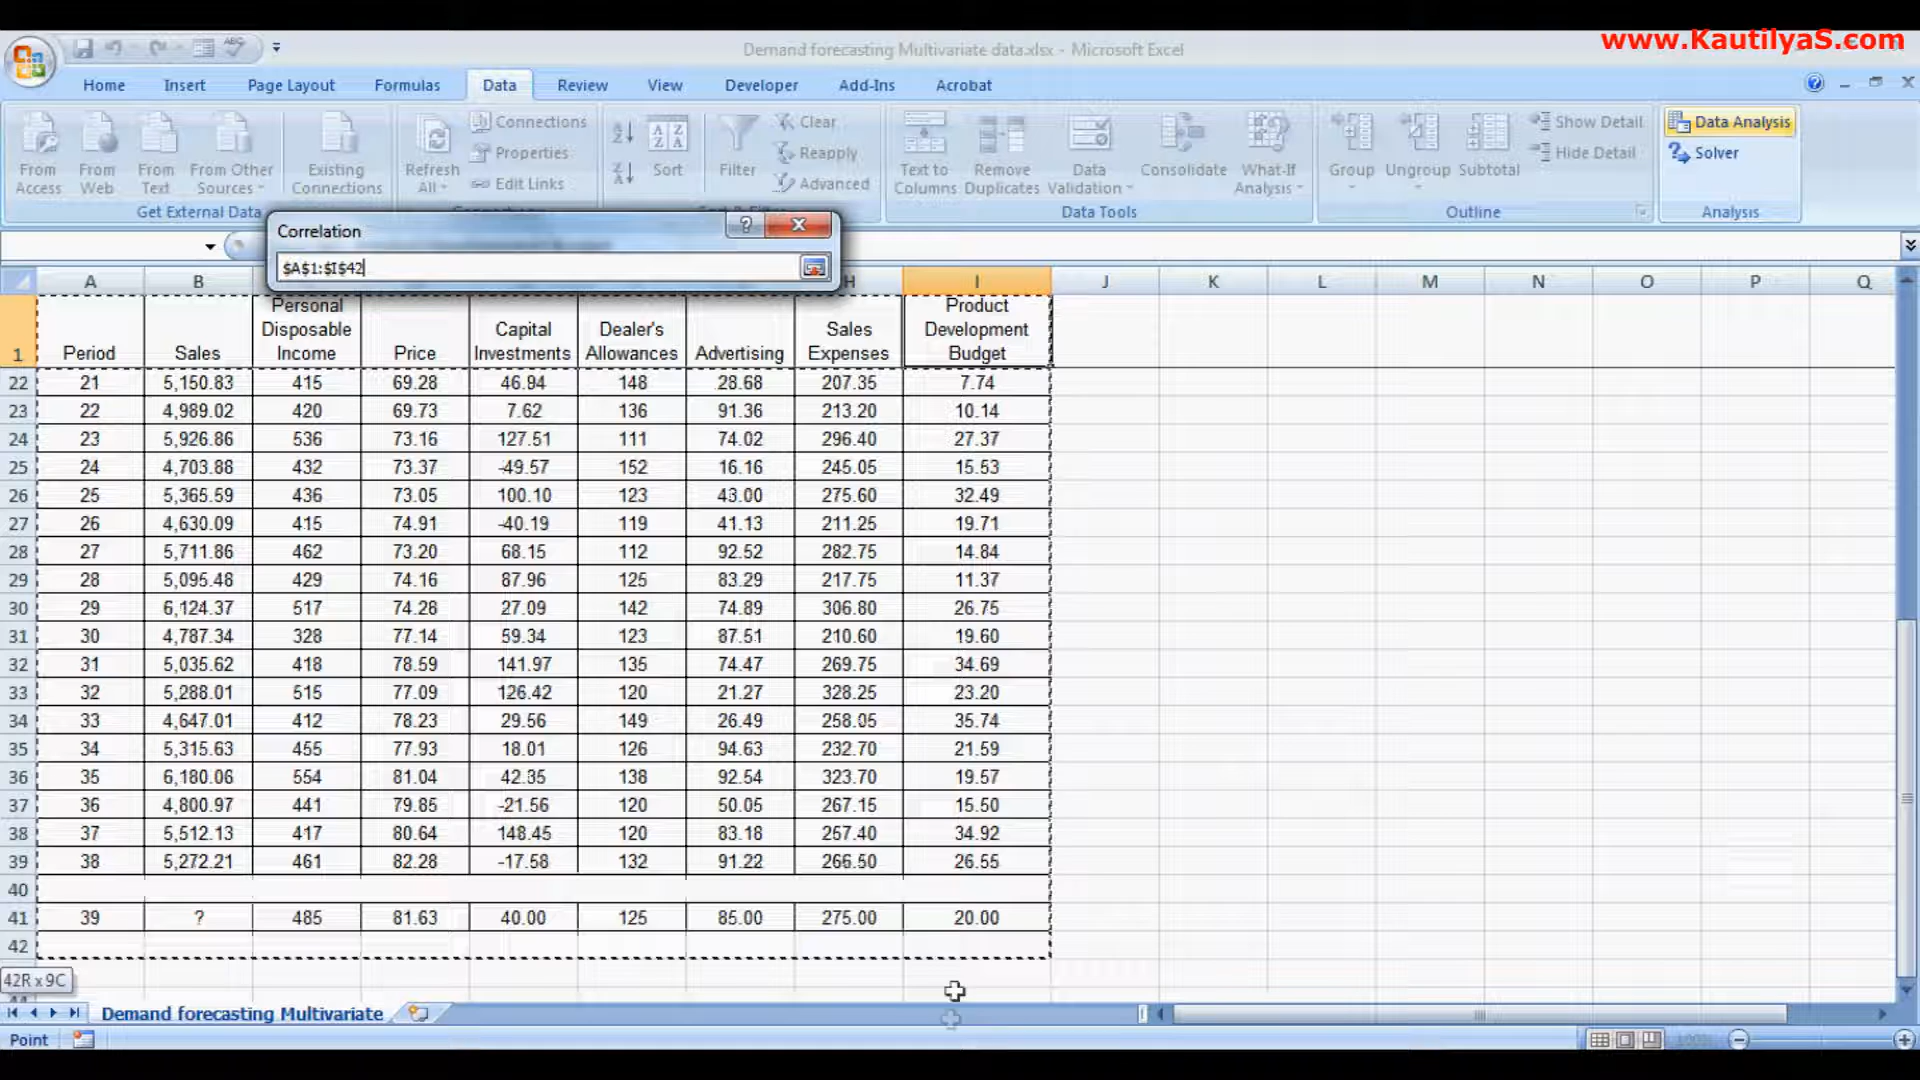 www.KautilyaS.com
Demand forecasting Multivariate data.xlsx - Microsoft Excel
Home Insert Page Layout Formulas Data Review View Developer Add-Ins Acrobat
From Access
From Web
From Text
From Other Sources
Existing Connections
Get External Data
Refresh All
Connections
Properties
Edit Links
Sort
Filter
Clear
Reapply
Advanced
Text to Columns
Remove Duplicates
Data Validation
Consolidate
What-If Analysis
Data Tools
Group
Ungroup
Subtotal
Show Detail
Hide Detail
Outline
Data Analysis
Solver
Analysis
Correlation
$A$1:$I$42
A B H I J K L M N O P Q
1 Period Sales Personal Disposable Income Price Capital Investments Dealer's Allowances Advertising Sales Expenses Product Development Budget
22 21 5,150.83 415 69.28 46.94 148 28.68 207.35 7.74
23 22 4,989.02 420 69.73 7.62 136 91.36 213.20 10.14
24 23 5,926.86 536 73.16 127.51 111 74.02 296.40 27.37
25 24 4,703.88 432 73.37 -49.57 152 16.16 245.05 15.53
26 25 5,365.59 436 73.05 100.10 123 43.00 275.60 32.49
27 26 4,630.09 415 74.91 -40.19 119 41.13 211.25 19.71
28 27 5,711.86 462 73.20 68.15 112 92.52 282.75 14.84
29 28 5,095.48 429 74.16 87.96 125 83.29 217.75 11.37
30 29 6,124.37 517 74.28 27.09 142 74.89 306.80 26.75
31 30 4,787.34 328 77.14 59.34 123 87.51 210.60 19.60
32 31 5,035.62 418 78.59 141.97 135 74.47 269.75 34.69
33 32 5,288.01 515 77.09 126.42 120 21.27 328.25 23.20
34 33 4,647.01 412 78.23 29.56 149 26.49 258.05 35.74
35 34 5,315.63 455 77.93 18.01 126 94.63 232.70 21.59
36 35 6,180.06 554 81.04 42.35 138 92.54 323.70 19.57
37 36 4,800.97 441 79.85 -21.56 120 50.05 267.15 15.50
38 37 5,512.13 417 80.64 148.45 120 83.18 257.40 34.92
39 38 5,272.21 461 82.28 -17.58 132 91.22 266.50 26.55
40
41 39 ? 485 81.63 40.00 125 85.00 275.00 20.00
42
42R x 9C
Demand forecasting Multivariate
Point
100%